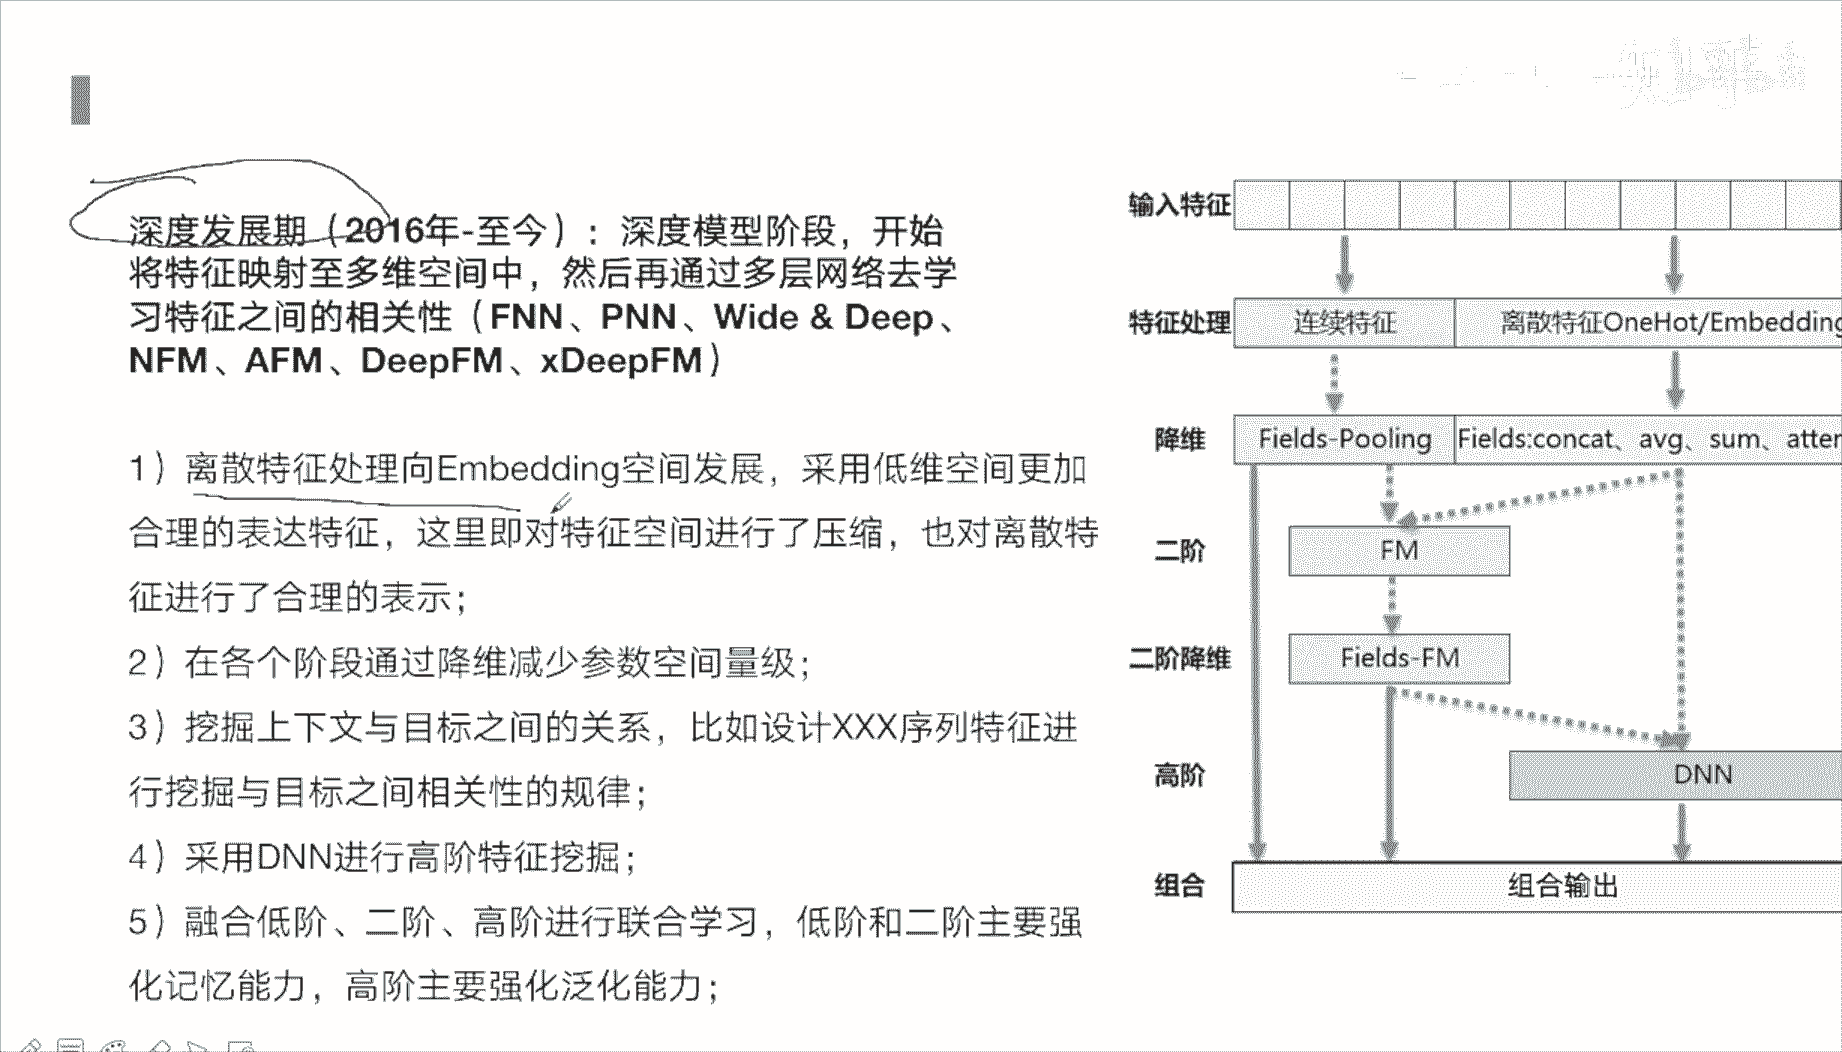 深度发展期（2016年-至今）：深度模型阶段，开始
将特征映射至多维空间中，然后再通过多层网络去学
习特征之间的相关性（FNN、PNN、Wide & Deep、
NFM、AFM、DeepFM、xDeepFM）
1）离散特征处理向Embedding空间发展，采用低维空间更加
合理的表达特征，这里即对特征空间进行了压缩，也对离散特
征进行了合理的表示；
2）在各个阶段通过降维减少参数空间量级；
3）挖掘上下文与目标之间的关系，比如设计XXX序列特征进
行挖掘与目标之间相关性的规律；
4）采用DNN进行高阶特征挖掘；
5）融合低阶、二阶、高阶进行联合学习，低阶和二阶主要强
化记忆能力，高阶主要强化泛化能力；
输入特征
特征处理 连续特征 离散特征OneHot/Embedding
降维 Fields-Pooling Fields:concat、avg、sum、atten
二阶 FM
二阶降维 Fields-FM
高阶 DNN
组合 组合输出